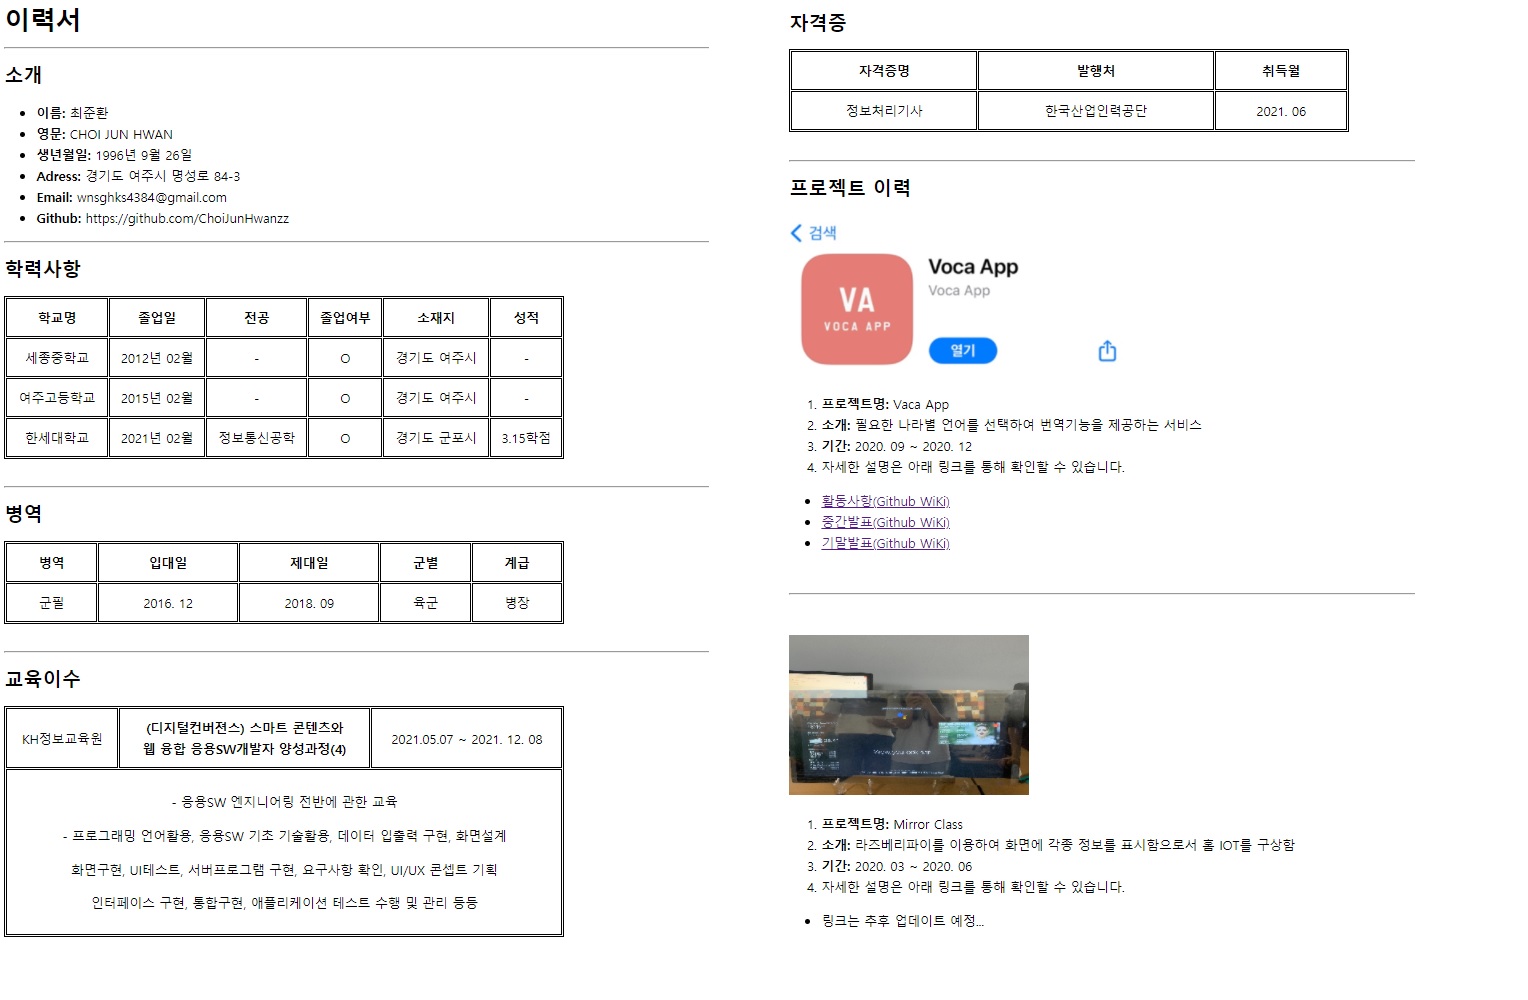 이력서
소개
이름: 최준환
영문: CHOI JUN HWAN
생년월일: 1996년 9월 26일
Adress: 경기도 여주시 명성로 84-3
Email: wnsghks4384@gmail.com
Github: https://github.com/ChoiJunHwanzz
학력사항
학교명 졸업일 전공 졸업여부 소재지 성적
세종중학교 2012년 02월 - O 경기도 여주시 -
여주고등학교 2015년 02월 - O 경기도 여주시 -
한세대학교 2021년 02월 정보통신공학 O 경기도 군포시 3.15학점
병역
병역 입대일 제대일 군별 계급
군필 2016. 12 2018. 09 육군 병장
교육이수
KH정보교육원
(디지털컨버젼스) 스마트 콘텐츠와
웹 융합 응용SW개발자 양성과정(4)
2021.05.07 ~ 2021. 12. 08
- 응용SW 엔지니어링 전반에 관한 교육
- 프로그래밍 언어활용, 응용SW 기초 기술활용, 데이터 입출력 구현, 화면설계
화면구현, UI테스트, 서버프로그램 구현, 요구사항 확인, UI/UX 콘셉트 기획
인터페이스 구현, 통합구현, 애플리케이션 테스트 수행 및 관리 등등
자격증
자격증명 발행처 취득월
정보처리기사 한국산업인력공단 2021. 06
프로젝트 이력
검색
VA
VOCA APP
Voca App
Voca App
열기
1. 프로젝트명: Vaca App
2. 소개: 필요한 나라별 언어를 선택하여 번역기능을 제공하는 서비스
3. 기간: 2020. 09 ~ 2020. 12
4. 자세한 설명은 아래 링크를 통해 확인할 수 있습니다.
활동사항(Github WiKi)
중간발표(Github WiKi)
기말발표(Github WiKi)
1. 프로젝트명: Mirror Class
2. 소개: 라즈베리파이를 이용하여 화면에 각종 정보를 표시함으로서 홈 IOT를 구상함
3. 기간: 2020. 03 ~ 2020. 06
4. 자세한 설명은 아래 링크를 통해 확인할 수 있습니다.
링크는 추후 업데이트 예정...